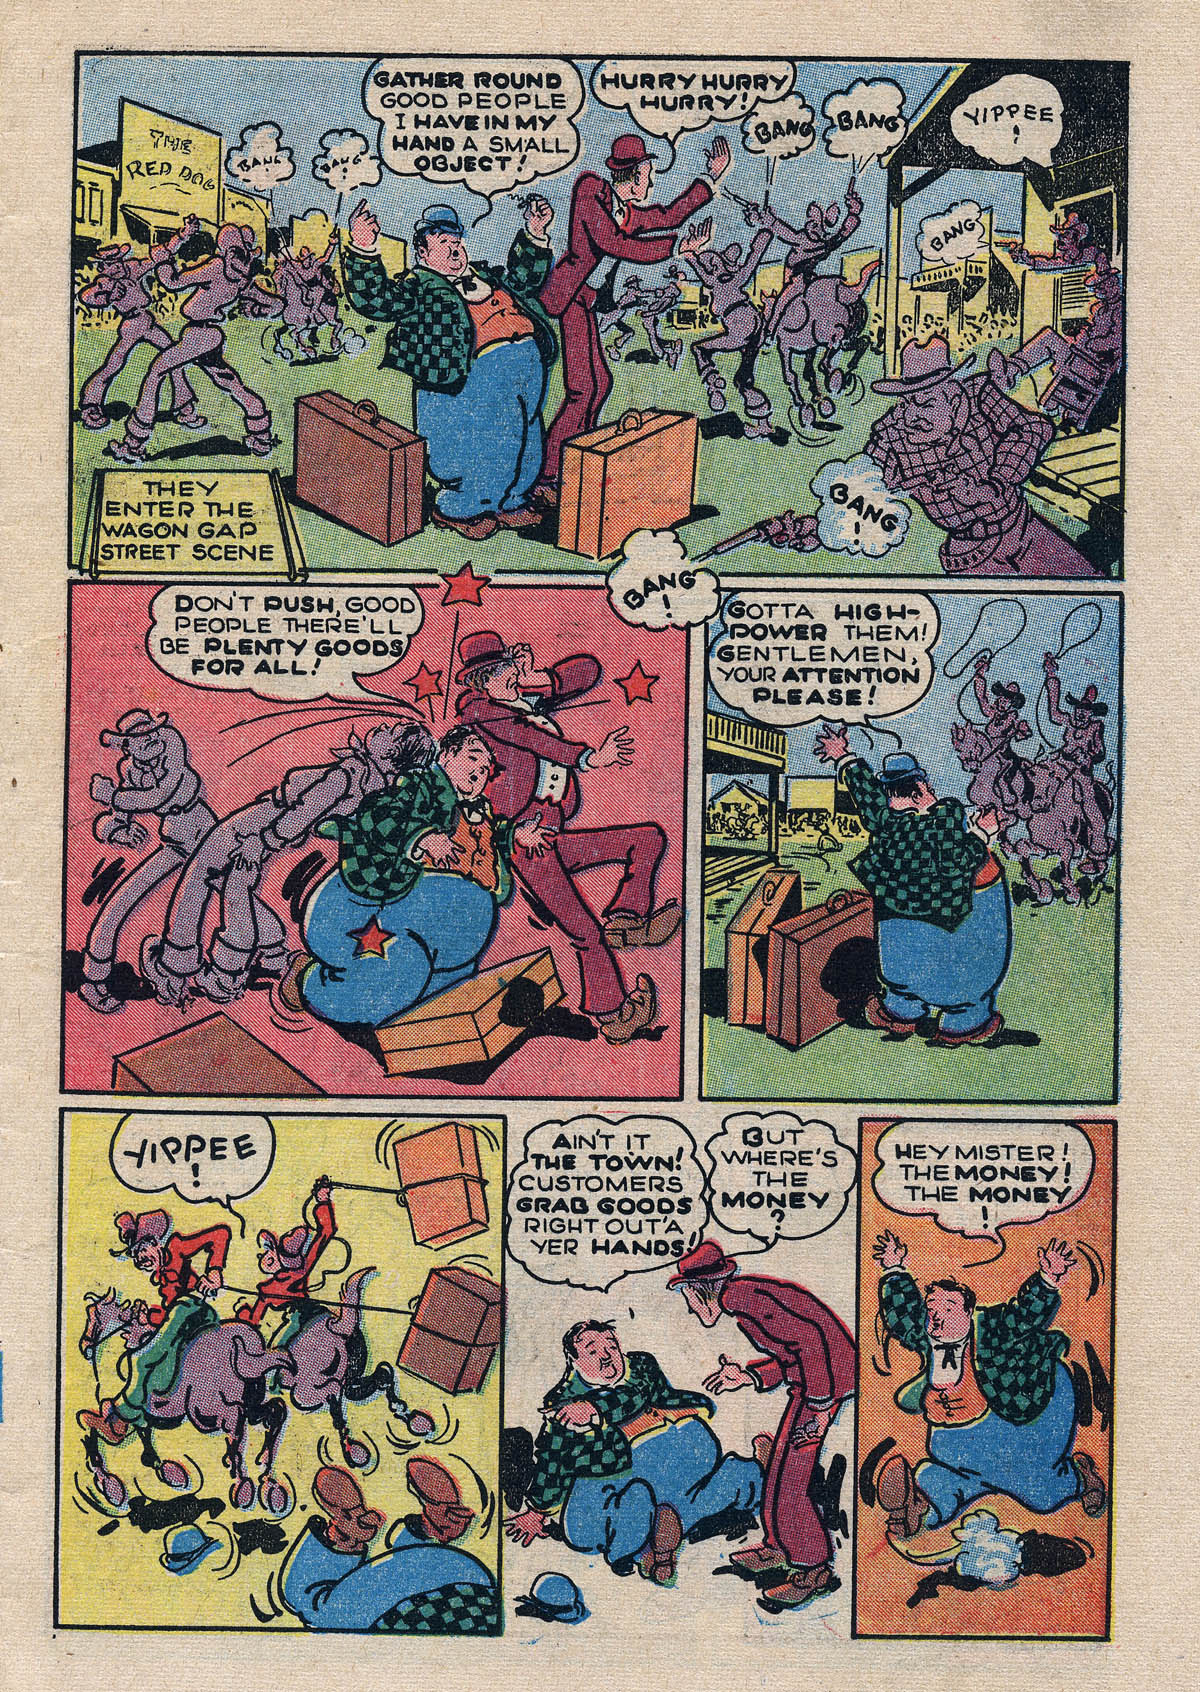 THE
RED DOG
BANG
BANG
GATHER ROUND
GOOD PEOPLE
I HAVE IN MY
HAND A SMALL
OBJECT!
HURRY HURRY
HURRY!
BANG
BANG
YIPPEE
!
BANG
THEY
ENTER THE
WAGON GAP
STREET SCENE
BANG
!
BANG
!
DON'T PUSH, GOOD
PEOPLE THERE'LL
BE PLENTY GOODS
FOR ALL!
GOTTA HIGH-
POWER THEM!
GENTLEMEN,
YOUR ATTENTION
PLEASE!
YIPPEE
!
AIN'T IT
THE TOWN!
CUSTOMERS
GRAB GOODS
RIGHT OUT'A
YER HANDS!
BUT
WHERE'S
THE
MONEY
?
HEY MISTER!
THE MONEY!
THE MONEY
!